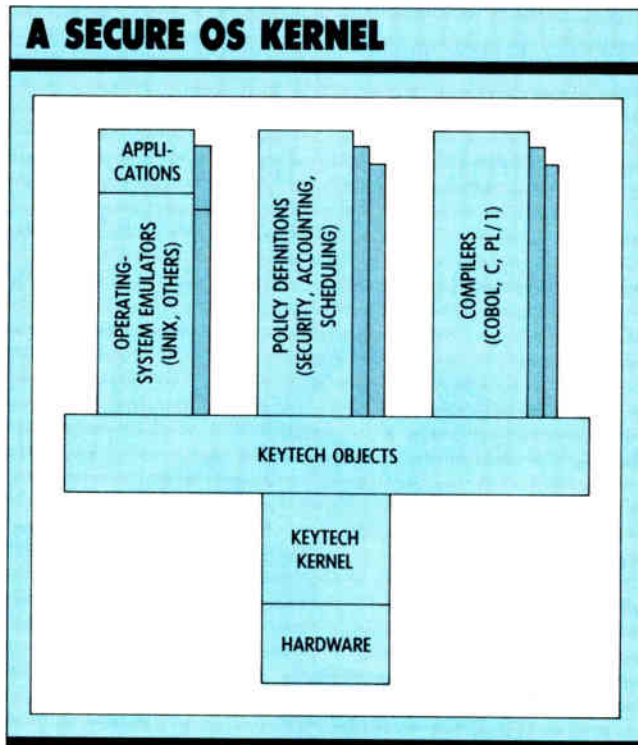 A SECURE OS KERNEL
APPLI-
CATIONS
OPERATING-
SYSTEM EMULATORS
(UNIX, OTHERS)
POLICY DEFINITIONS
(SECURITY, ACCOUNTING,
SCHEDULING)
COMPILERS
(COBOL, C, PL/1)
KEYTECH OBJECTS
KEYTECH
KERNEL
HARDWARE